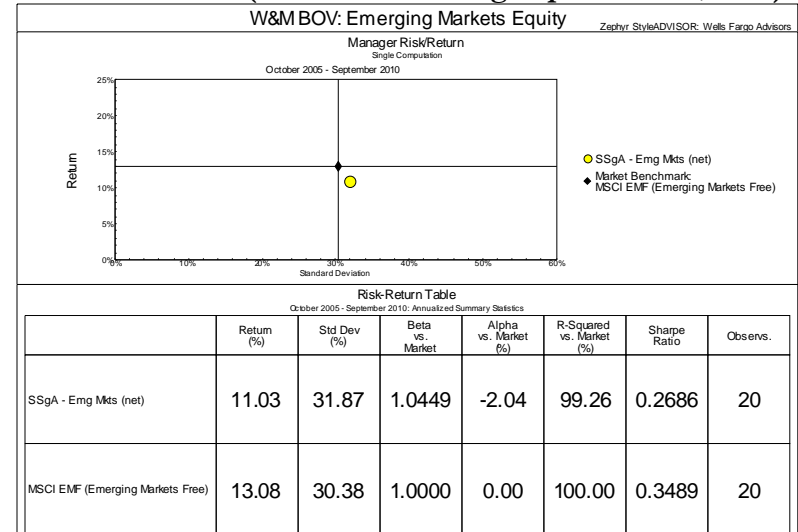 W&M BOV: Emerging Markets Equity
Zephyr StyleADVISOR: Wells Fargo Advisors
Manager Risk/Return
Single Computation
October 2005 - September 2010
25%
20%
15%
10%
5%
0%
Return
0%
10%
20%
30%
40%
50%
60%
Standard Deviation
SSgA - Emg Mkts (net)
Market Benchmark:
MSCI EMF (Emerging Markets Free)
Risk-Return Table
October 2005 - September 2010: Annualized Summary Statistics
Return (%) Std Dev (%) Beta vs. Market Alpha vs. Market (%) R-Squared vs. Market (%) Sharpe Ratio Observs.
SSgA - Emg Mkts (net) 11.03 31.87 1.0449 -2.04 99.26 0.2686 20
MSCI EMF (Emerging Markets Free) 13.08 30.38 1.0000 0.00 100.00 0.3489 20